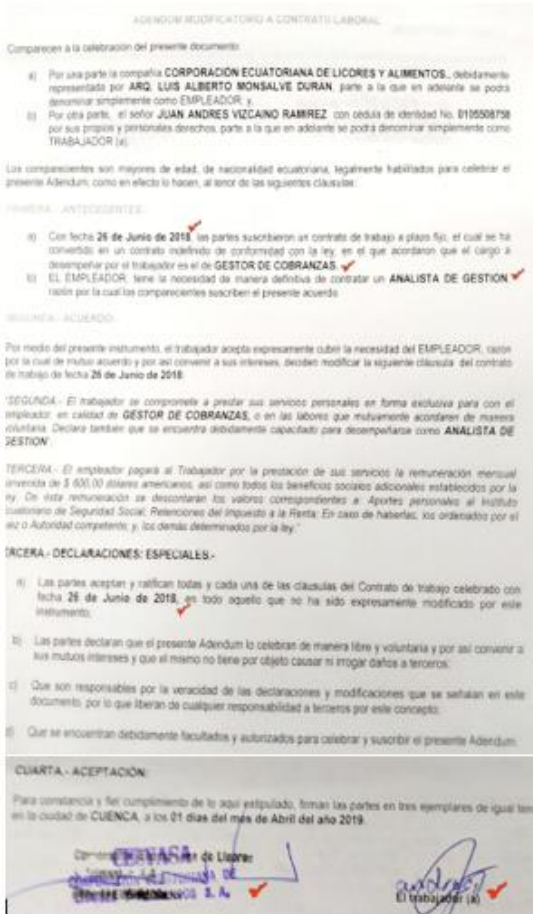 ADENDUM MODIFICATORIO A CONTRATO LABORAL
Comparecen a la celebración del presente documento:
a) Por una parte la compañía CORPORACIÓN ECUATORIANA DE LICORES Y ALIMENTOS., debidamente
representada por ARQ. LUIS ALBERTO MONSALVE DURAN, parte a la que en adelante se podrá
denominar simplemente como EMPLEADOR; y,
b) Por otra parte, el señor JUAN ANDRES VIZCAINO RAMIREZ con cédula de identidad No. 0105508758
por sus propios y personales derechos, parte a la que en adelante se podrá denominar simplemente como
TRABAJADOR (a).
Los comparecientes son mayores de edad, de nacionalidad ecuatoriana, legalmente habilitados para celebrar el
presente Adendum, como en efecto lo hacen, al tenor de las siguientes cláusulas:
PRIMERA.- ANTECEDENTES.-
a) Con fecha 26 de Junio de 2018, las partes suscribieron un contrato de trabajo a plazo fijo, el cual se ha
convertido en un contrato indefinido de conformidad con la ley, en el que acordaron que el cargo a
desempeñar por el trabajador es el de GESTOR DE COBRANZAS.
b) EL EMPLEADOR, tiene la necesidad de manera definitiva de contratar un ANALISTA DE GESTION
razón por la cual los comparecientes suscriben el presente acuerdo.
SEGUNDA.- ACUERDO.-
Por medio del presente instrumento, el trabajador acepta expresamente cubrir la necesidad del EMPLEADOR, razón
por la cual de mutuo acuerdo y por así convenir a sus intereses, deciden modificar la siguiente cláusula del contrato
de trabajo de fecha 26 de Junio de 2018:
"SEGUNDA.- El trabajador se compromete a prestar sus servicios personales en forma exclusiva para con el
empleador, en calidad de GESTOR DE COBRANZAS, o en las labores que mutuamente acordaren de manera
voluntaria. Declara también que se encuentra debidamente capacitado para desempeñarse como ANALISTA DE
GESTION
TERCERA.- El empleador pagará al Trabajador por la prestación de sus servicios la remuneración mensual
convenida de $ 600,00 dólares americanos, así como todos los beneficios sociales adicionales establecidos por la
ley. De esta remuneración se descontarán los valores correspondientes a: Aportes personales al Instituto
Ecuatoriano de Seguridad Social; Retenciones del Impuesto a la Renta; En caso de haberlas, los ordenados por el
Juez o Autoridad competente; y, los demás determinados por la ley."
TERCERA.- DECLARACIONES ESPECIALES.-
a) Las partes aceptan y ratifican todas y cada una de las cláusulas del Contrato de trabajo celebrado con
fecha 26 de Junio de 2018, en todo aquello que no ha sido expresamente modificado por este
instrumento;
b) Las partes declaran que el presente Adendum lo celebran de manera libre y voluntaria y por así convenir a
sus mutuos intereses y que el mismo no tiene por objeto causar ni irrogar daños a terceros;
c) Que son responsables por la veracidad de las declaraciones y modificaciones que se señalan en este
documento, por lo que liberan de cualquier responsabilidad a terceros por este concepto;
d) Que se encuentran debidamente facultados y autorizados para celebrar y suscribir el presente Adendum.
CUARTA.- ACEPTACIÓN:
Para constancia y fiel cumplimiento de lo aquí estipulado, firman las partes en tres ejemplares de igual ten
en la ciudad de CUENCA, a los 01 días del mes de Abril del año 2019.
de Licores
S. A.
El trabajador (a)